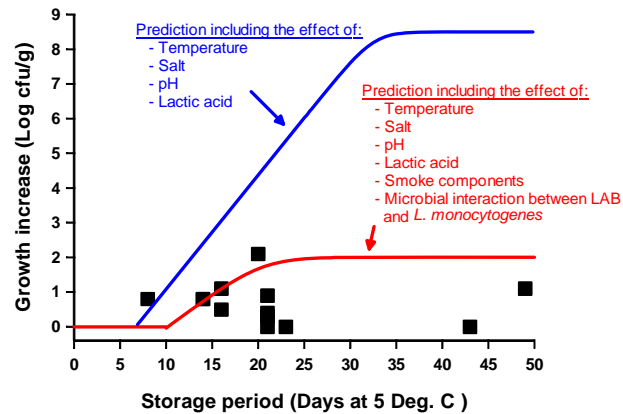 Prediction including the effect of:
- Temperature
- Salt
- pH
- Lactic acid
Prediction including the effect of:
- Temperature
- Salt
- pH
- Lactic acid
- Smoke components
- Microbial interaction between LAB
and L. monocytogenes
Growth increase (Log cfu/g)
9
8
7
6
5
4
3
2
1
0
0 5 10 15 20 25 30 35 40 45 50
Storage period (Days at 5 Deg. C )